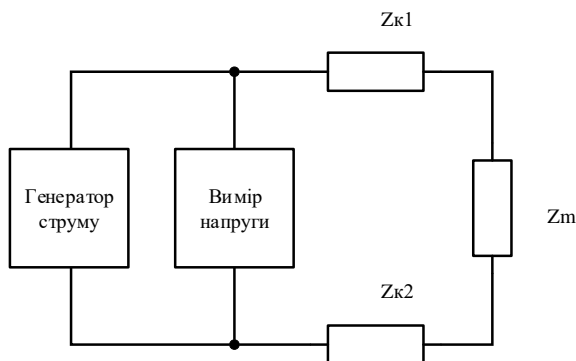 Zк1
Генератор
струму
Вимір
напруги
Zm
Zк2